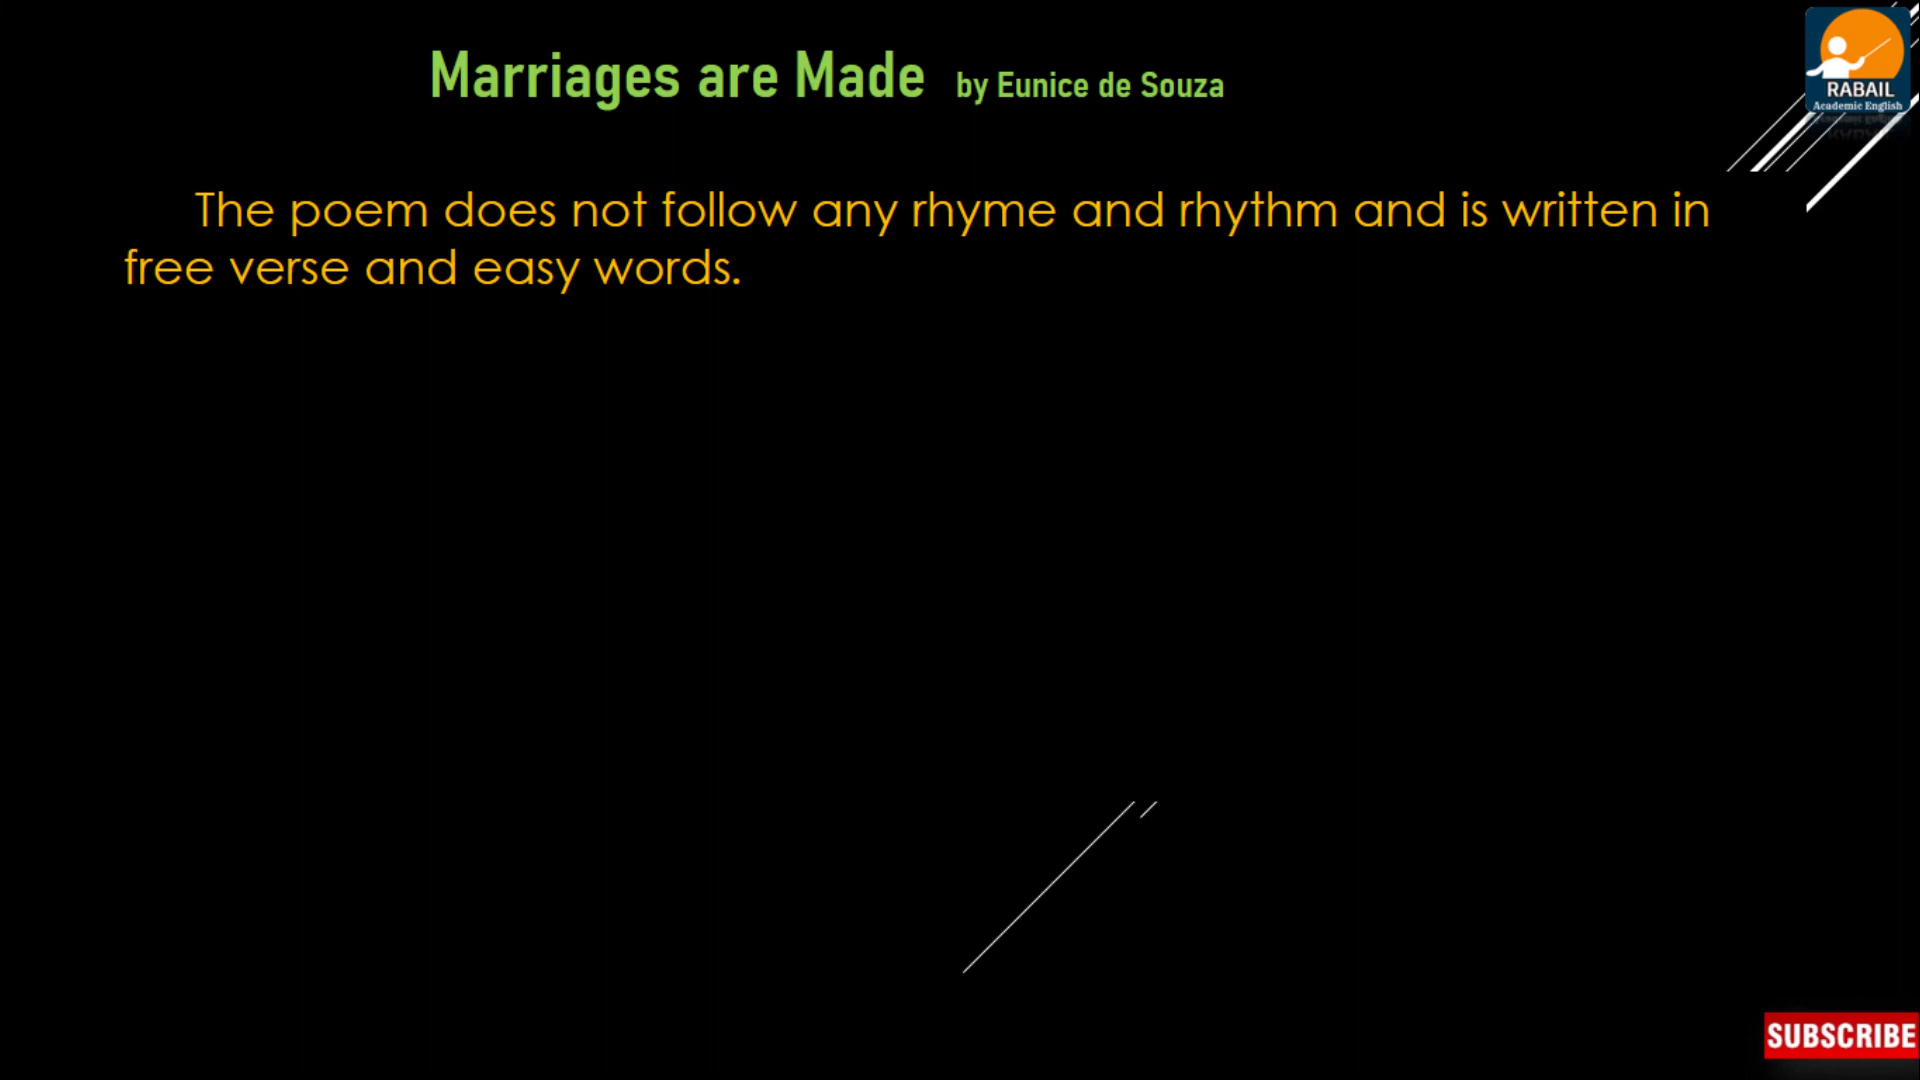 Marriages are Made by Eunice de Souza
RABAIL
Academic English
The poem does not follow any rhyme and rhythm and is written in
free verse and easy words.
SUBSCRIBE